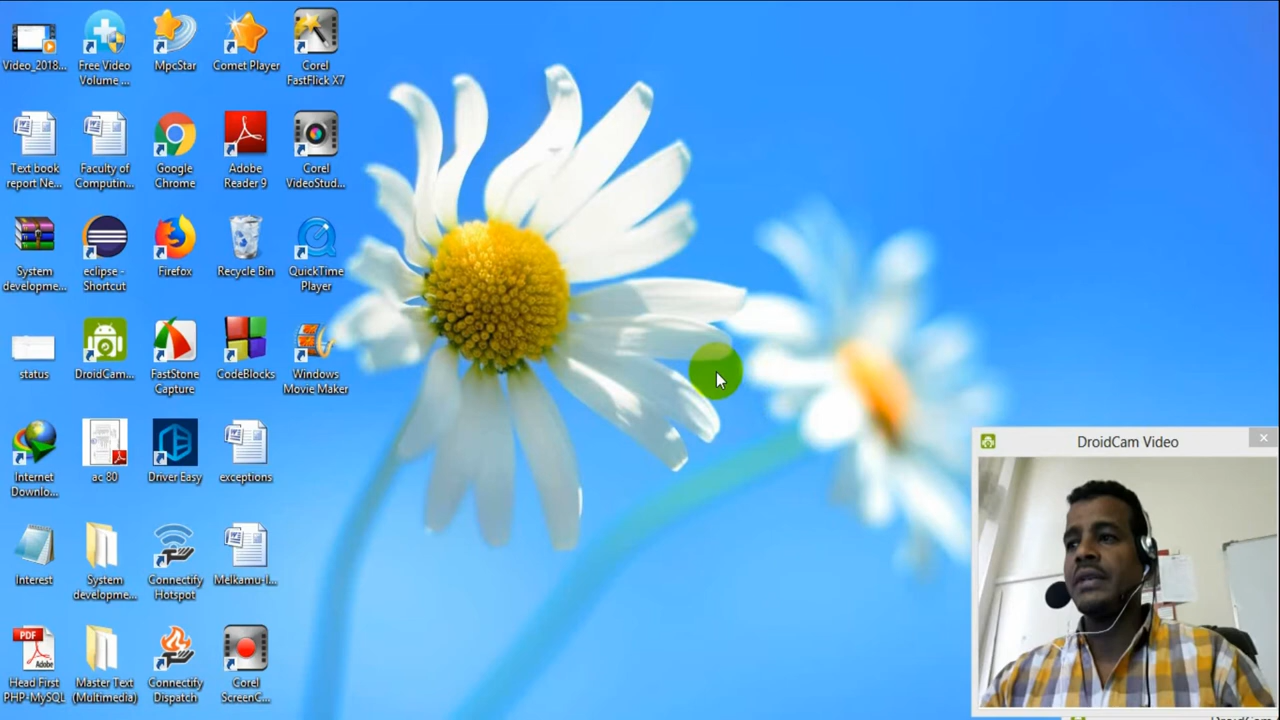 Video_2018...
Free Video
Volume ...
MpcStar
Comet Player
Corel
FastFlick X7
Text book
report Ne...
Faculty of
Computin...
Google
Chrome
Adobe
Reader 9
Corel
VideoStud...
System
developme...
eclipse -
Shortcut
Firefox
Recycle Bin
QuickTime
Player
status
DroidCam...
FastStone
Capture
CodeBlocks
Windows
Movie Maker
Internet
Downlo...
ac 80
Driver Easy
exceptions
DroidCam Video
Interest
System
developme...
Connectify
Hotspot
Melkamu-I...
PDF
Adobe
Head First
PHP-MySQL
Master Text
(Multimedia)
Connectify
Dispatch
Corel
ScreenC...